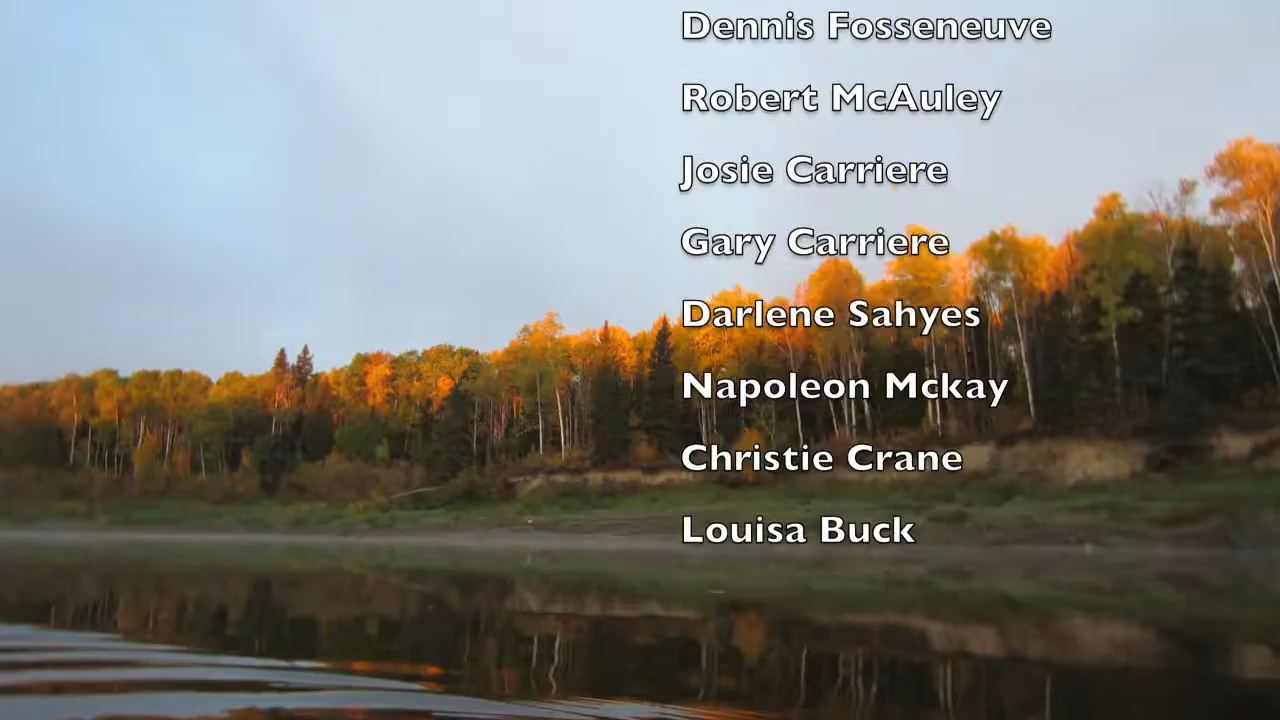 Dennis Fosseneuve
Robert McAuley
Josie Carriere
Gary Carriere
Darlene Sahyes
Napoleon Mckay
Christie Crane
Louisa Buck